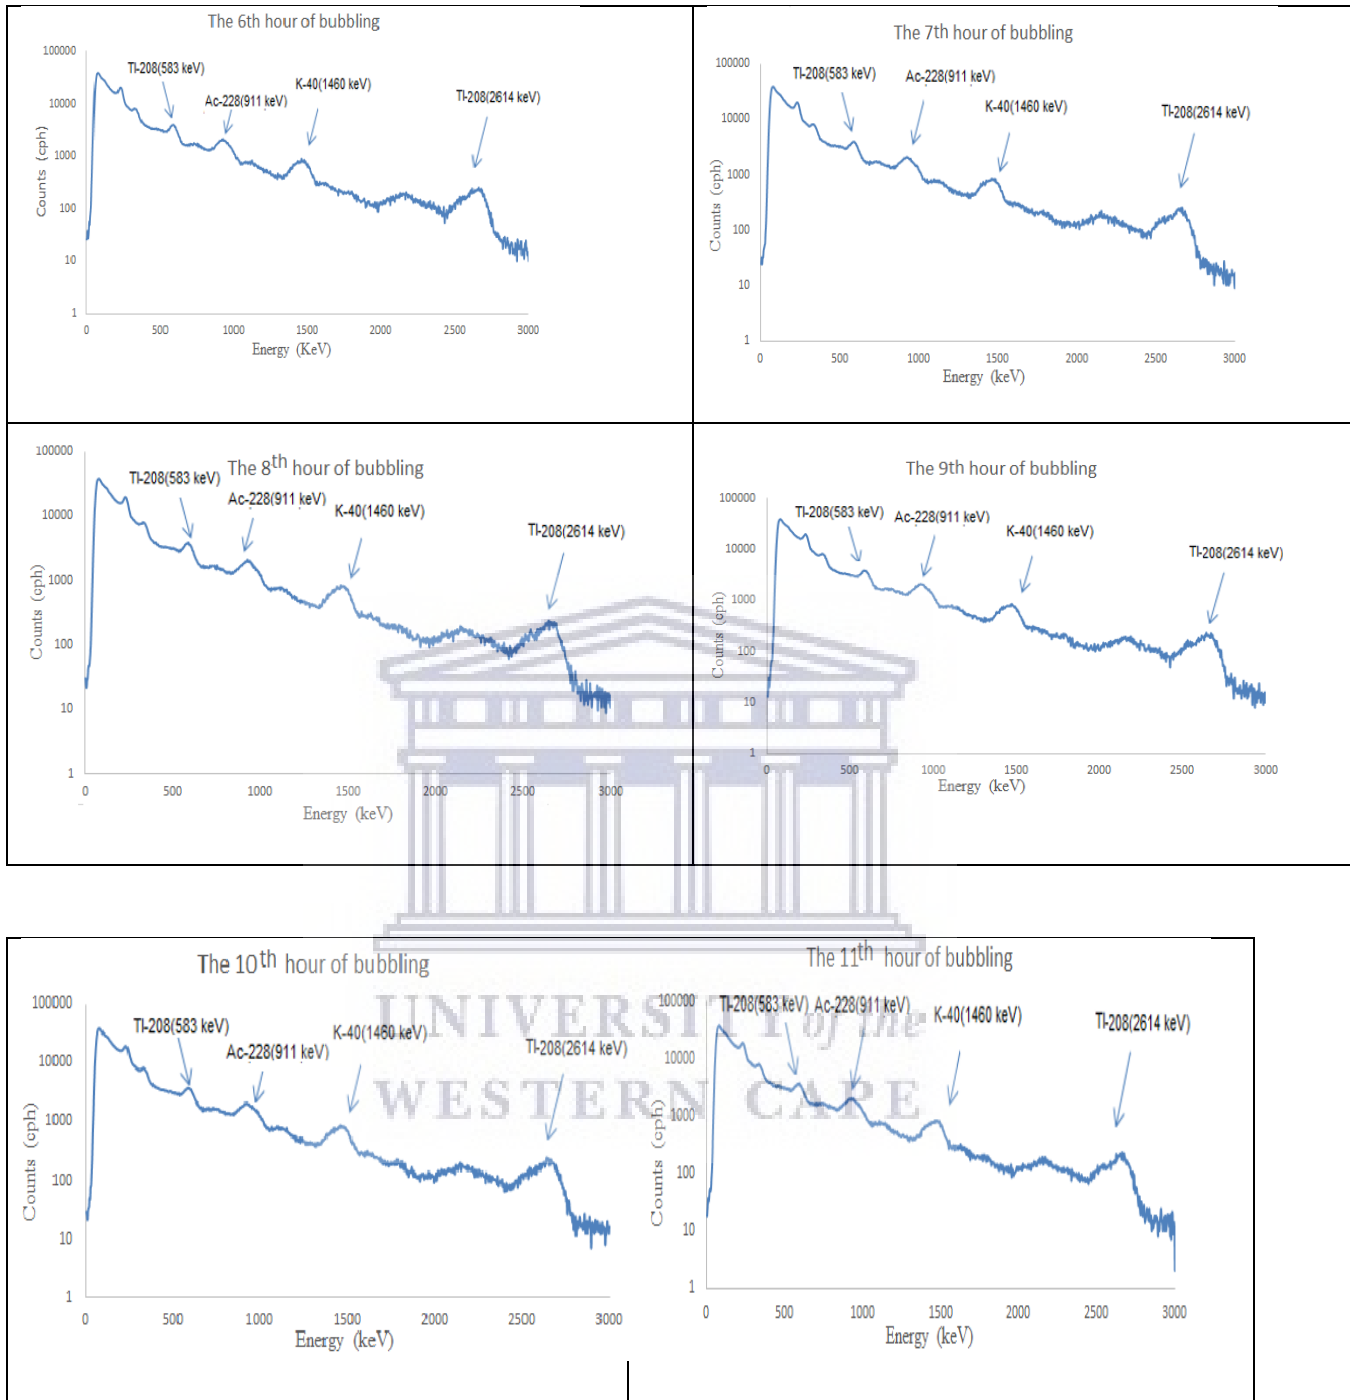 The 6th hour of bubbling
Tl-208(583 keV)
Ac-228(911 keV)
K-40(1460 keV)
Tl-208(2614 keV)
100000
10000
1000
100
10
1
Counts (cph)
0 500 1000 1500 2000 2500 3000
Energy (KeV)
The 7th hour of bubbling
Tl-208(583 keV)
Ac-228(911 keV)
K-40(1460 keV)
Tl-208(2614 keV)
100000
10000
1000
100
10
1
Counts (cph)
0 500 1000 1500 2000 2500 3000
Energy (keV)
The 8th hour of bubbling
Tl-208(583 keV)
Ac-228(911 keV)
K-40(1460 keV)
Tl-208(2614 keV)
100000
10000
1000
100
10
1
Counts (cph)
0 500 1000 1500 2000 2500 3000
Energy (keV)
The 9th hour of bubbling
Tl-208(583 keV)
Ac-228(911 keV)
K-40(1460 keV)
Tl-208(2614 keV)
100000
10000
1000
100
10
1
Counts (cph)
0 500 1000 1500 2000 2500 3000
Energy (keV)
The 10th hour of bubbling
Tl-208(583 keV)
Ac-228(911 keV)
K-40(1460 keV)
Tl-208(2614 keV)
100000
10000
1000
100
10
1
Counts (cph)
0 500 1000 1500 2000 2500 3000
Energy (keV)
The 11th hour of bubbling
Tl-208(583 keV)
Ac-228(911 keV)
K-40(1460 keV)
Tl-208(2614 keV)
100000
10000
1000
100
10
1
Counts (cph)
0 500 1000 1500 2000 2500 3000
Energy (keV)
UNIVERSITY of the
WESTERN CAPE